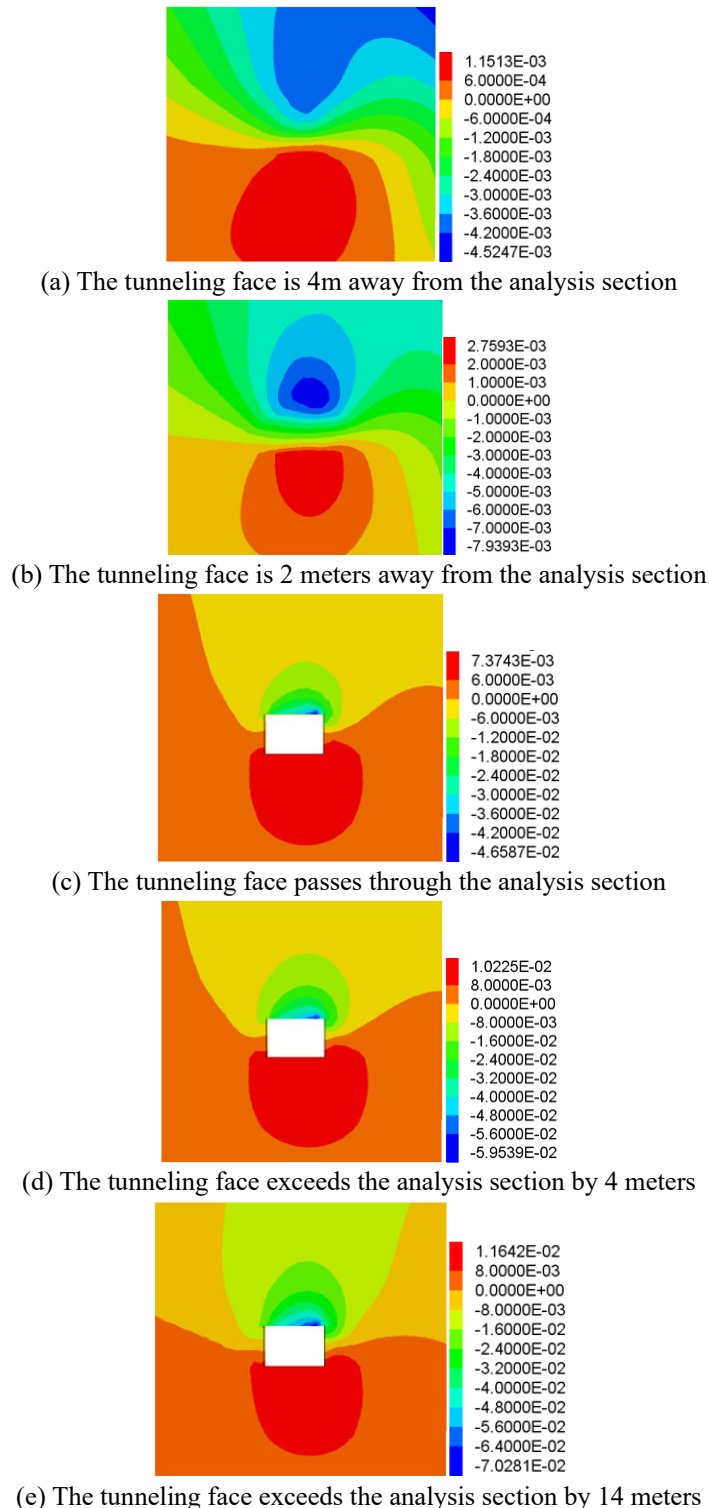 1.1513E-03
6.0000E-04
0.0000E+00
-6.0000E-04
-1.2000E-03
-1.8000E-03
-2.4000E-03
-3.0000E-03
-3.6000E-03
-4.2000E-03
-4.5247E-03
(a) The tunneling face is 4m away from the analysis section
2.7593E-03
2.0000E-03
1.0000E-03
0.0000E+00
-1.0000E-03
-2.0000E-03
-3.0000E-03
-4.0000E-03
-5.0000E-03
-6.0000E-03
-7.0000E-03
-7.9393E-03
(b) The tunneling face is 2 meters away from the analysis section
7.3743E-03
6.0000E-03
0.0000E+00
-6.0000E-03
-1.2000E-02
-1.8000E-02
-2.4000E-02
-3.0000E-02
-3.6000E-02
-4.2000E-02
-4.6587E-02
(c) The tunneling face passes through the analysis section
1.0225E-02
8.0000E-03
0.0000E+00
-8.0000E-03
-1.6000E-02
-2.4000E-02
-3.2000E-02
-4.0000E-02
-4.8000E-02
-5.6000E-02
-5.9539E-02
(d) The tunneling face exceeds the analysis section by 4 meters
1.1642E-02
8.0000E-03
0.0000E+00
-8.0000E-03
-1.6000E-02
-2.4000E-02
-3.2000E-02
-4.0000E-02
-4.8000E-02
-5.6000E-02
-6.4000E-02
-7.0281E-02
(e) The tunneling face exceeds the analysis section by 14 meters